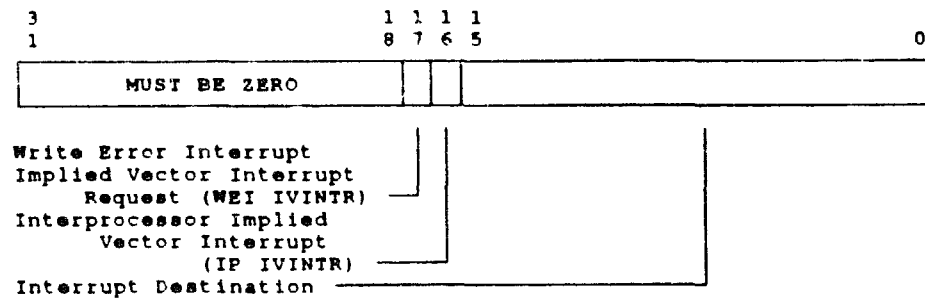 3 1 1 1 1
1 8 7 6 5 0
MUST BE ZERO
Write Error Interrupt
Implied Vector Interrupt
Request (WEI IVINTR)
Interprocessor Implied
Vector Interrupt
(IP IVINTR)
Interrupt Destination